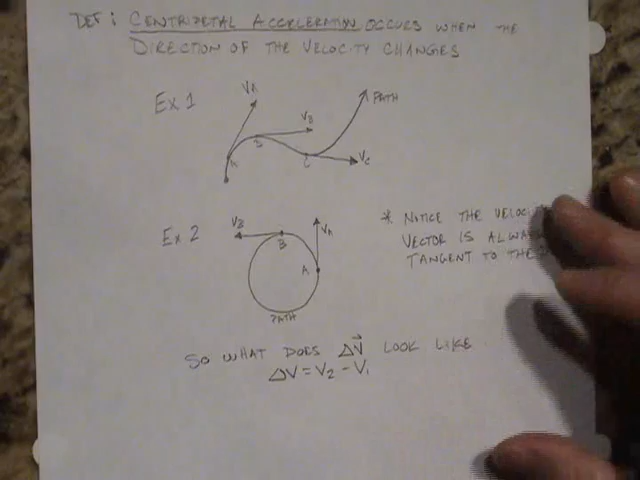 DEF: CENTRIPETAL ACCELERATION OCCURS WHEN THE
DIRECTION OF THE VELOCITY CHANGES
Ex 1
VA
VB
PATH
A
B
C
VC
Ex 2
VB
VA
B
A
PATH
* NOTICE THE
VECTOR IS
TANGENT TO THE
SO WHAT DOES ΔV⃗ LOOK LIKE
ΔV = V2 - V1